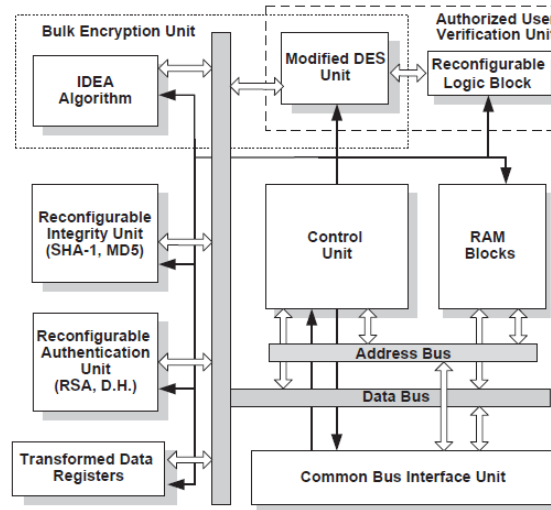 Bulk Encryption Unit
Authorized User
Verification Unit
IDEA
Algorithm
Modified DES
Unit
Reconfigurable
Logic Block
Reconfigurable
Integrity Unit
(SHA-1, MD5)
Control
Unit
RAM
Blocks
Reconfigurable
Authentication
Unit
(RSA, D.H.)
Address Bus
Data Bus
Transformed Data
Registers
Common Bus Interface Unit